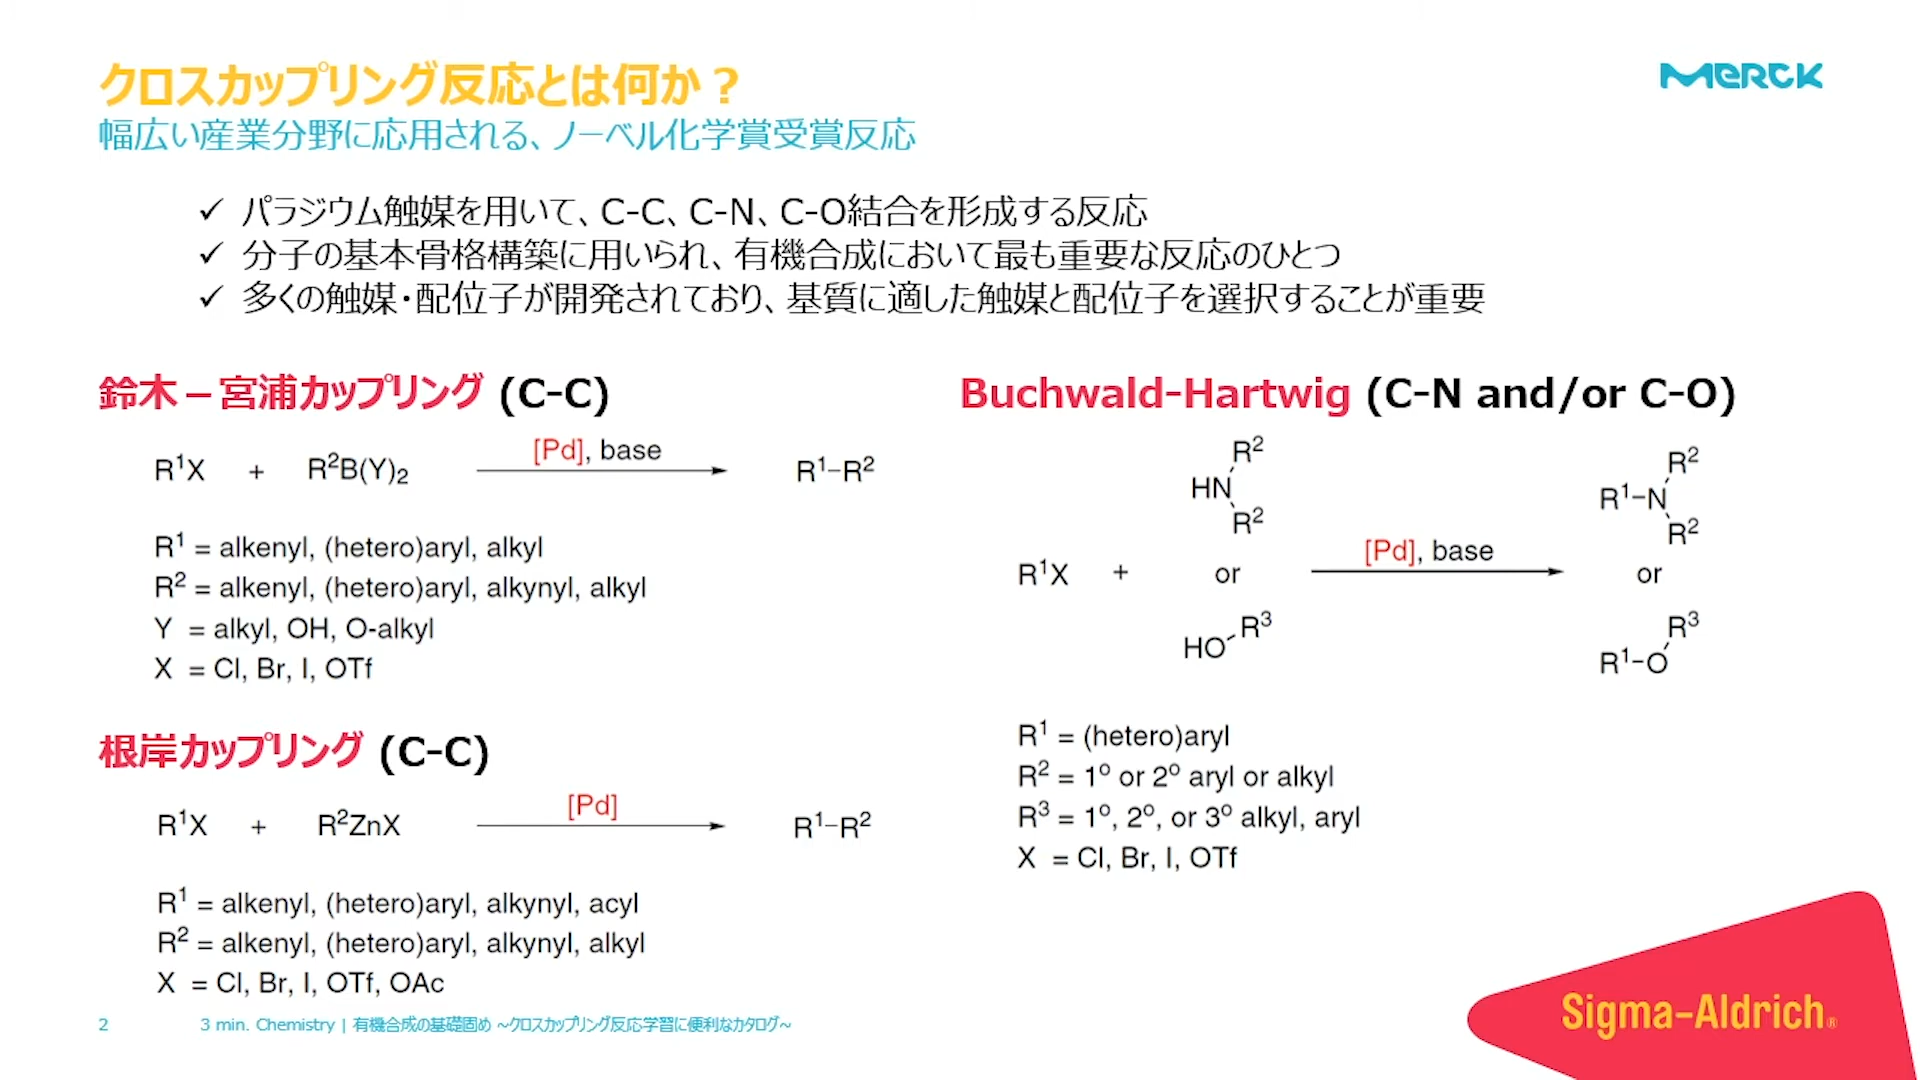 クロスカップリング反応とは何か？
MERCK
幅広い産業分野に応用される、ノーベル化学賞受賞反応
✓ パラジウム触媒を用いて、C-C、C-N、C-O結合を形成する反応
✓ 分子の基本骨格構築に用いられ、有機合成において最も重要な反応のひとつ
✓ 多くの触媒・配位子が開発されており、基質に適した触媒と配位子を選択することが重要
鈴木－宮浦カップリング (C-C)
R¹X + R²B(Y)₂ [Pd], base R¹–R²
R¹ = alkenyl, (hetero)aryl, alkyl
R² = alkenyl, (hetero)aryl, alkynyl, alkyl
Y = alkyl, OH, O-alkyl
X = Cl, Br, I, OTf
根岸カップリング (C-C)
R¹X + R²ZnX [Pd] R¹–R²
R¹ = alkenyl, (hetero)aryl, alkynyl, acyl
R² = alkenyl, (hetero)aryl, alkynyl, alkyl
X = Cl, Br, I, OTf, OAc
Buchwald-Hartwig (C-N and/or C-O)
R²
HN
R²
R¹X + or [Pd], base
HO R³
R²
R¹–N
R²
or
R³
R¹–O
R¹ = (hetero)aryl
R² = 1º or 2º aryl or alkyl
R³ = 1º, 2º, or 3º alkyl, aryl
X = Cl, Br, I, OTf
2
3 min. Chemistry | 有機合成の基礎固め ~クロスカップリング反応学習に便利なカタログ~
Sigma-Aldrich®